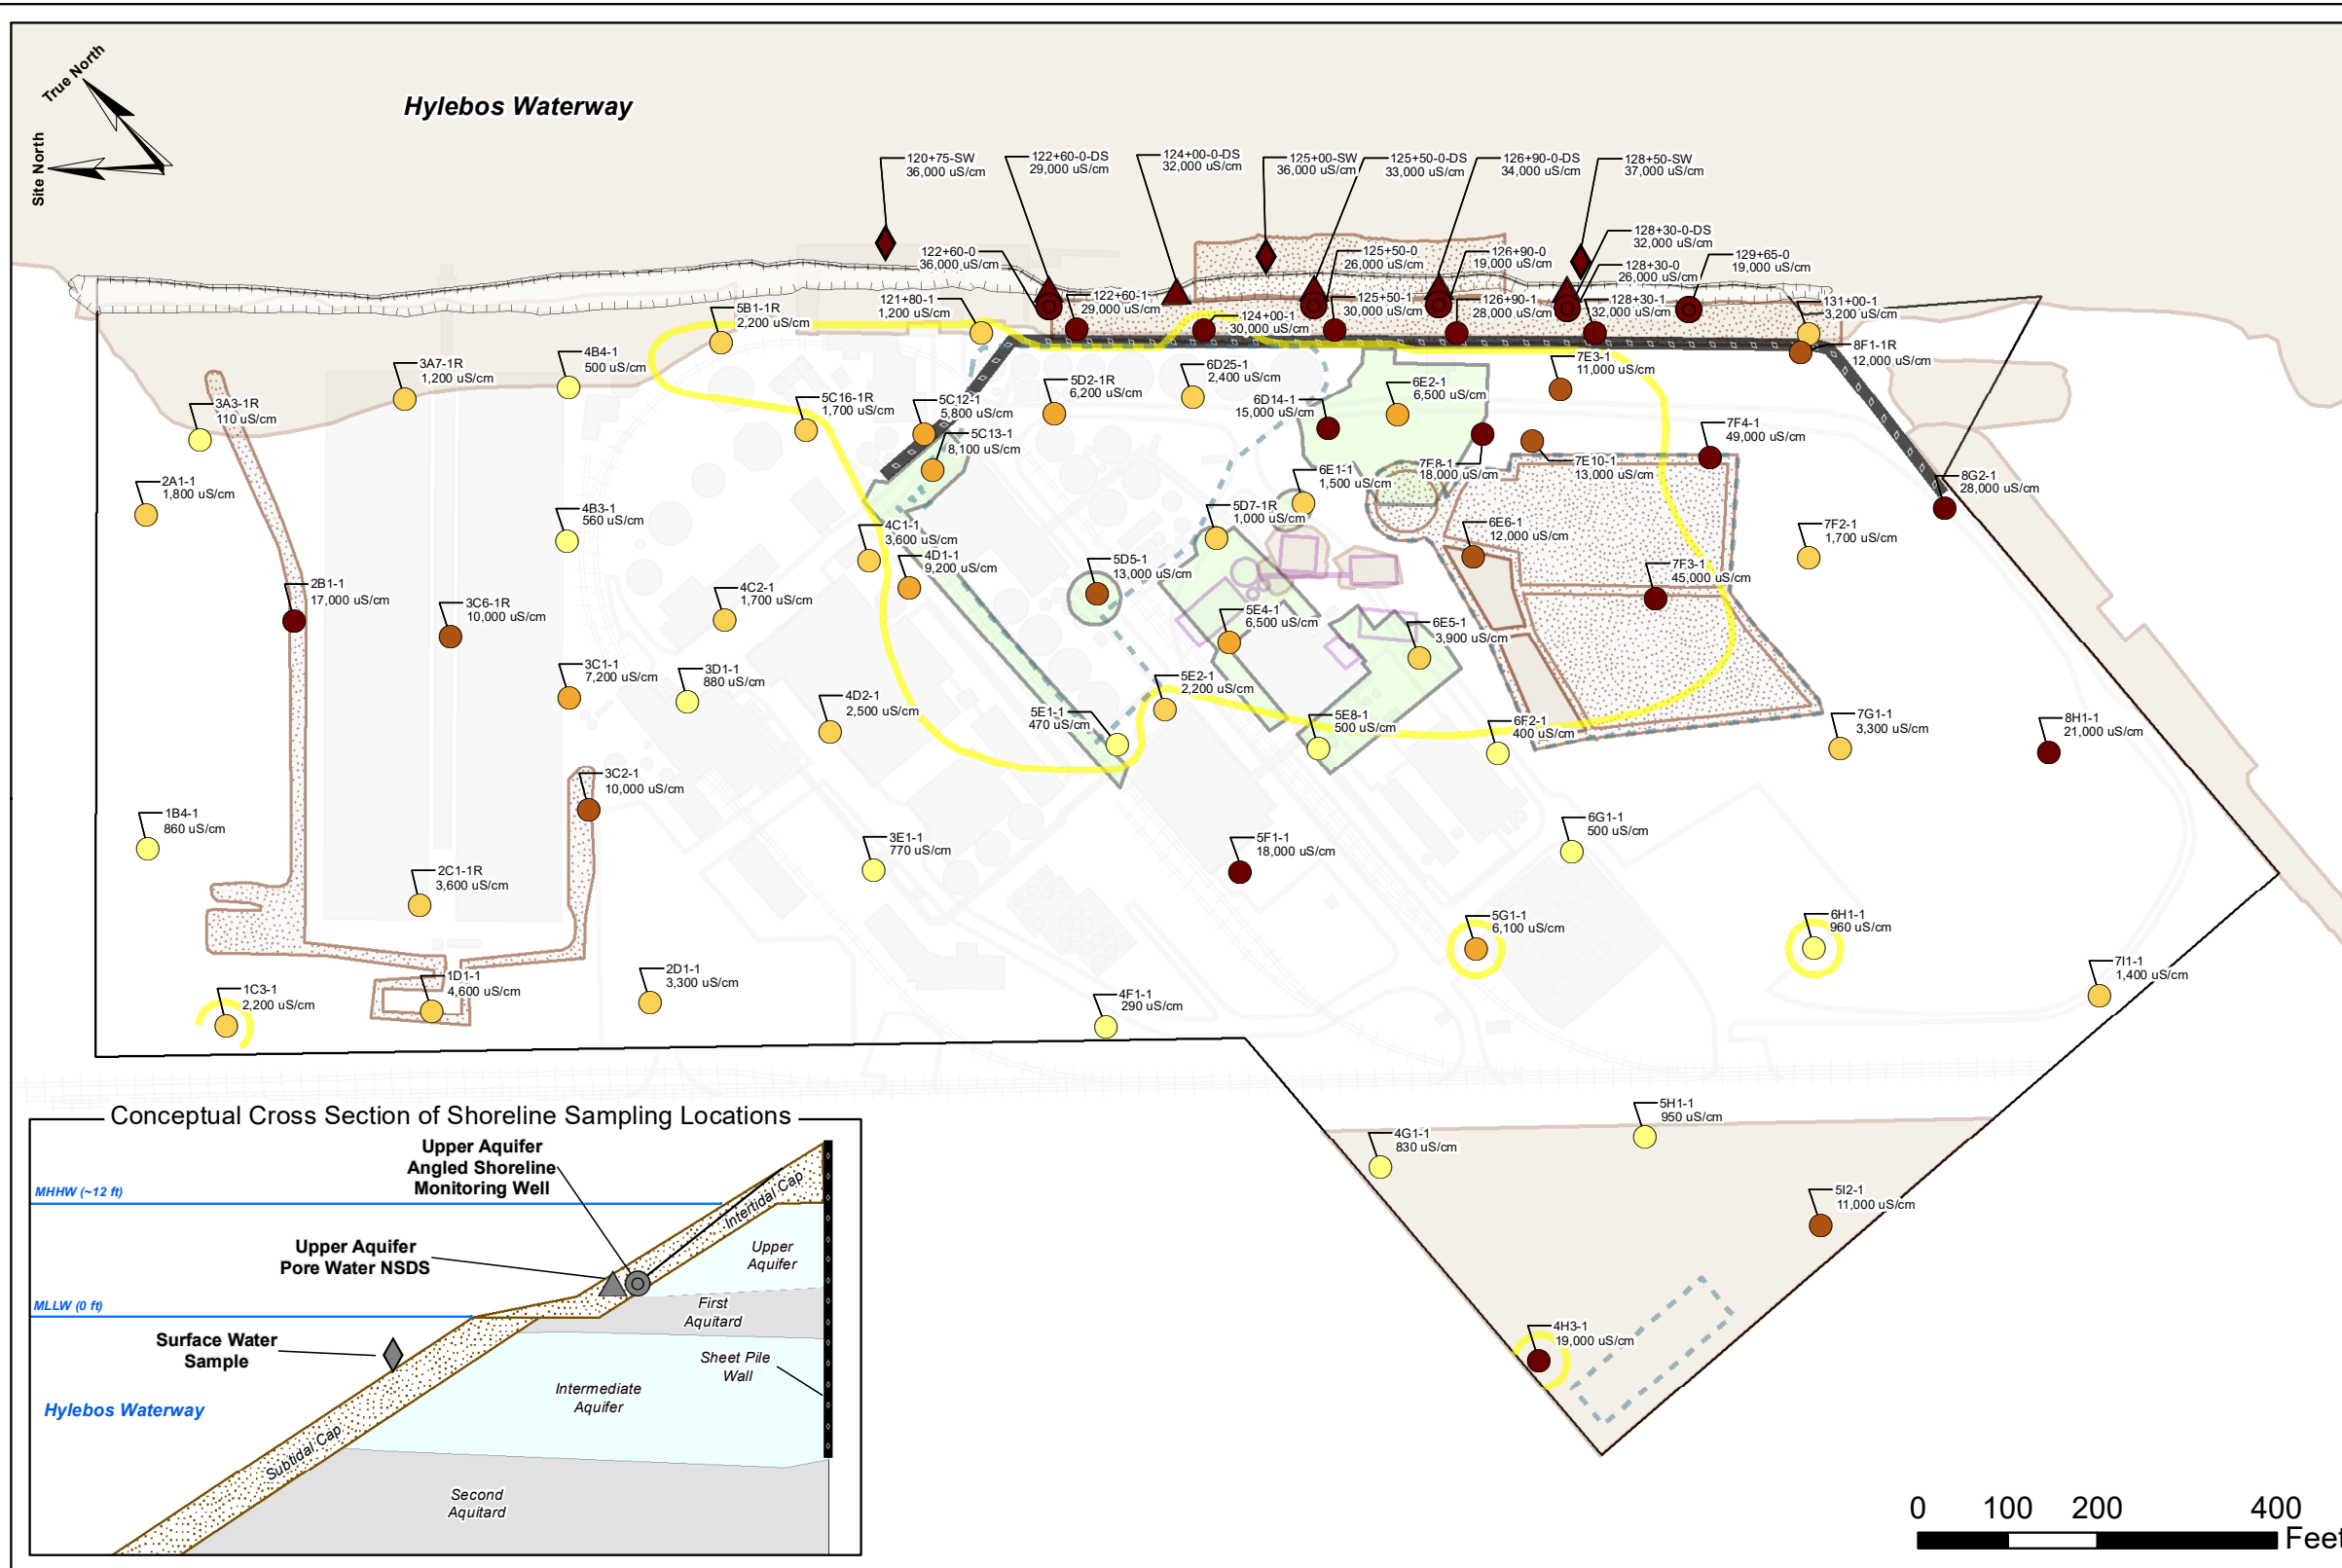 True North
Site North
Hylebos Waterway
120+75-SW
36,000 uS/cm
122+60-0-DS
29,000 uS/cm
124+00-0-DS
32,000 uS/cm
125+00-SW
36,000 uS/cm
125+50-0-DS
33,000 uS/cm
126+90-0-DS
34,000 uS/cm
128+50-SW
37,000 uS/cm
128+30-0-DS
32,000 uS/cm
122+60-0
36,000 uS/cm
125+50-0
26,000 uS/cm
126+90-0
19,000 uS/cm
128+30-0
26,000 uS/cm
129+65-0
19,000 uS/cm
121+80-1
1,200 uS/cm
122+60-1
29,000 uS/cm
124+00-1
30,000 uS/cm
125+50-1
30,000 uS/cm
126+90-1
28,000 uS/cm
128+30-1
32,000 uS/cm
131+00-1
3,200 uS/cm
8F1-1R
12,000 uS/cm
5B1-1R
2,200 uS/cm
4B4-1
500 uS/cm
3A7-1R
1,200 uS/cm
3A3-1R
110 uS/cm
5C16-1R
1,700 uS/cm
5C12-1
5,800 uS/cm
5C13-1
8,100 uS/cm
5D2-1R
6,200 uS/cm
6D25-1
2,400 uS/cm
6D14-1
15,000 uS/cm
6E2-1
6,500 uS/cm
7E3-1
11,000 uS/cm
7E8-1
18,000 uS/cm
7E10-1
13,000 uS/cm
7F4-1
49,000 uS/cm
8G2-1
28,000 uS/cm
2A1-1
1,800 uS/cm
4B3-1
560 uS/cm
4C1-1
3,600 uS/cm
4D1-1
9,200 uS/cm
6E1-1
1,500 uS/cm
5D7-1R
1,000 uS/cm
5D5-1
13,000 uS/cm
6E6-1
12,000 uS/cm
7F3-1
45,000 uS/cm
7F2-1
1,700 uS/cm
2B1-1
17,000 uS/cm
3C6-1R
10,000 uS/cm
4C2-1
1,700 uS/cm
5E4-1
6,500 uS/cm
6E5-1
3,900 uS/cm
3C1-1
7,200 uS/cm
3D1-1
880 uS/cm
4D2-1
2,500 uS/cm
5E1-1
470 uS/cm
5E2-1
2,200 uS/cm
5E8-1
500 uS/cm
6F2-1
400 uS/cm
7G1-1
3,300 uS/cm
8H1-1
21,000 uS/cm
3C2-1
10,000 uS/cm
1B4-1
860 uS/cm
3E1-1
770 uS/cm
5F1-1
18,000 uS/cm
6G1-1
500 uS/cm
2C1-1R
3,600 uS/cm
5G1-1
6,100 uS/cm
6H1-1
960 uS/cm
7I1-1
1,400 uS/cm
1C3-1
2,200 uS/cm
1D1-1
4,600 uS/cm
2D1-1
3,300 uS/cm
4F1-1
290 uS/cm
5H1-1
950 uS/cm
4G1-1
830 uS/cm
5I2-1
11,000 uS/cm
4H3-1
19,000 uS/cm
Conceptual Cross Section of Shoreline Sampling Locations
Upper Aquifer
Angled Shoreline
Monitoring Well
MHHW (~12 ft)
Intertidal Cap
Upper Aquifer
Pore Water NSDS
Upper
Aquifer
MLLW (0 ft)
First
Aquitard
Surface Water
Sample
Sheet Pile
Wall
Intermediate
Aquifer
Hylebos Waterway
Subtidal Cap
Second
Aquitard
0 100 200 400
Feet